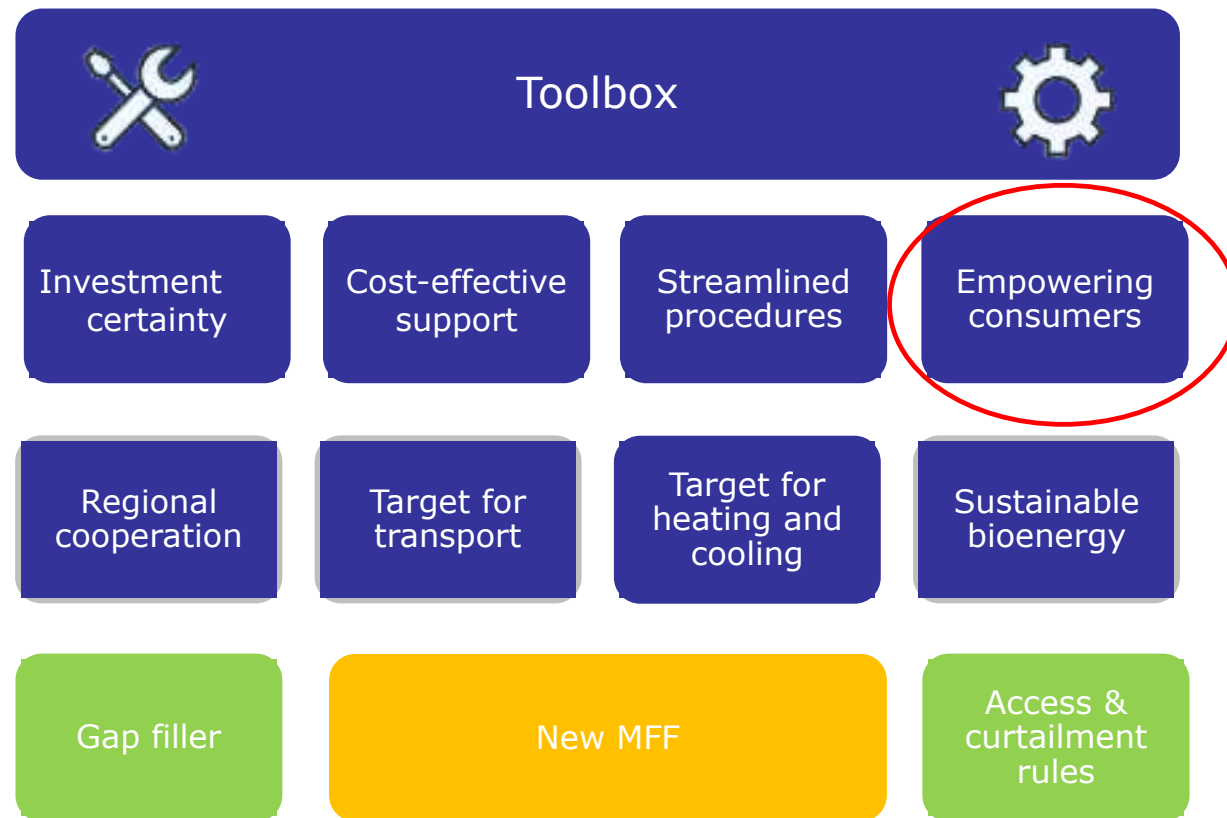 Toolbox
Investment
certainty
Cost-effective
support
Streamlined
procedures
Empowering
consumers
Regional
cooperation
Target for
transport
Target for
heating and
cooling
Sustainable
bioenergy
Gap filler
New MFF
Access &
curtailment
rules